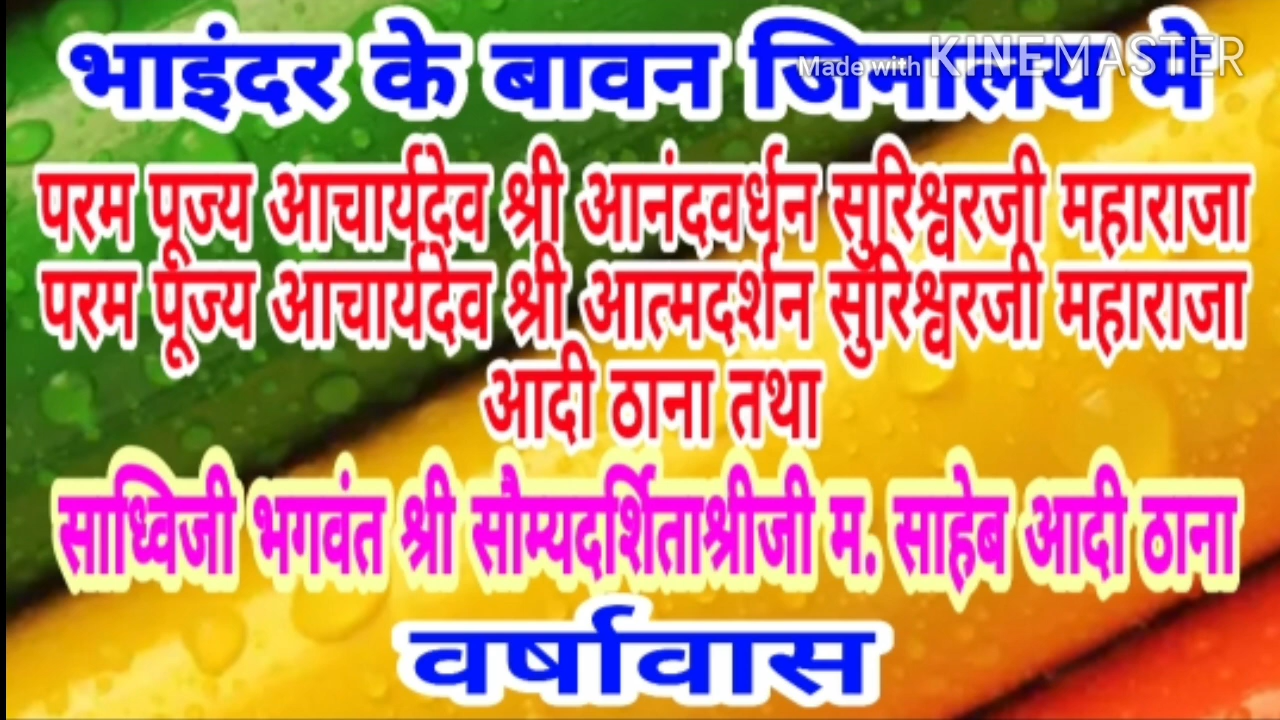 भाइंदर के बावन जिनालय मे
Made with KINEMASTER
परम पूज्य आचार्यदेव श्री आनंदवर्धन सुरिश्वरजी महाराजा
परम पूज्य आचार्यदेव श्री आत्मदर्शन सुरिश्वरजी महाराजा
आदी ठाना तथा
साध्विजी भगवंत श्री सौम्यदर्शिताश्रीजी म. साहेब आदी ठाना
वर्षावास